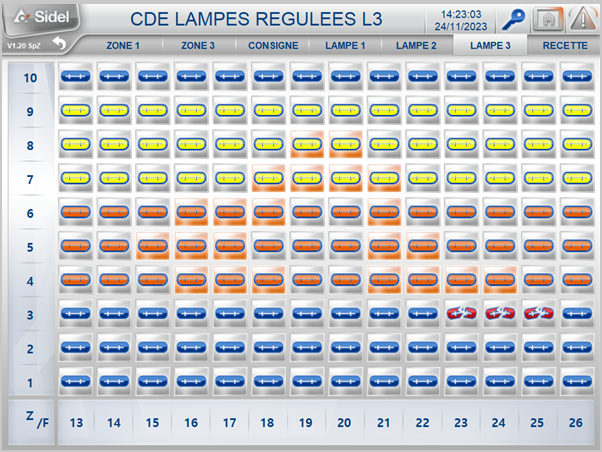 Sidel
CDE LAMPES REGULEES L3
14:23:03
24/11/2023
V1.20 SpZ
ZONE 1 ZONE 3 CONSIGNE LAMPE 1 LAMPE 2 LAMPE 3 RECETTE
10
9
8
7
6
5
4
3
2
1
Z /F 13 14 15 16 17 18 19 20 21 22 23 24 25 26